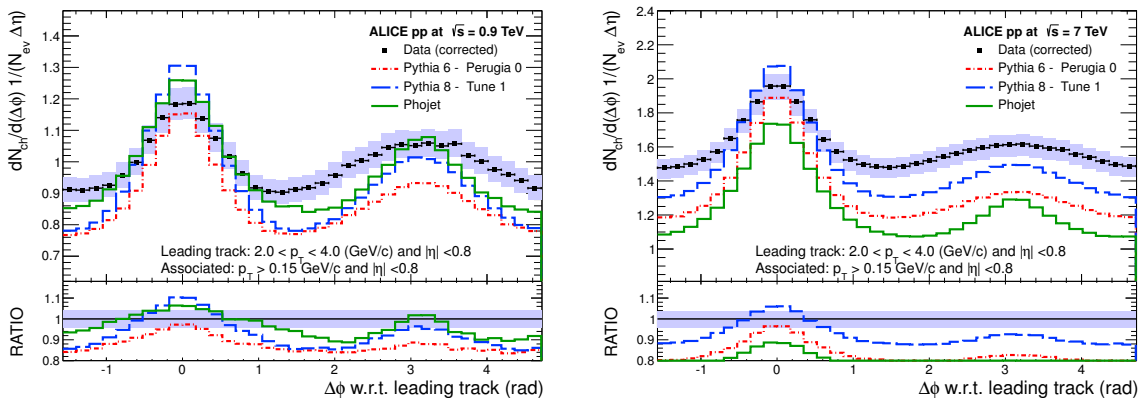 ALICE pp at √s = 0.9 TeV
Data (corrected)
Pythia 6 - Perugia 0
Pythia 8 - Tune 1
Phojet
dN_ch/d(Δϕ) 1/(N_ev Δη)
1.4
1.3
1.2
1.1
1.0
0.9
0.8
0.7
Leading track: 2.0 < p_T < 4.0 (GeV/c) and |η| <0.8
Associated: p_T > 0.15 GeV/c and |η| <0.8
RATIO
1.1
1
0.9
0.8
-1 0 1 2 3 4
Δϕ w.r.t. leading track (rad)
ALICE pp at √s = 7 TeV
Data (corrected)
Pythia 6 - Perugia 0
Pythia 8 - Tune 1
Phojet
dN_ch/d(Δϕ) 1/(N_ev Δη)
2.4
2.2
2
1.8
1.6
1.4
1.2
1
Leading track: 2.0 < p_T < 4.0 (GeV/c) and |η| <0.8
Associated: p_T > 0.15 GeV/c and |η| <0.8
RATIO
1.1
1
0.9
0.8
-1 0 1 2 3 4
Δϕ w.r.t. leading track (rad)